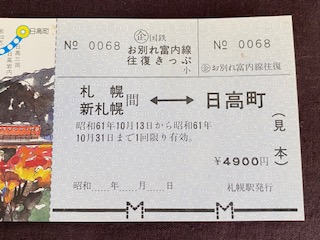 日高町
No 0068
企 国鉄
お別れ富内線
往復きっぷ
小
No 0068
企 お別れ富内線往復
札幌
新札幌 間 ⟷ 日高町
昭和61年10月13日から昭和61年
10月31日まで1回限り有効。
(見本)
¥4900円
昭和 年 月 日
札幌駅発行